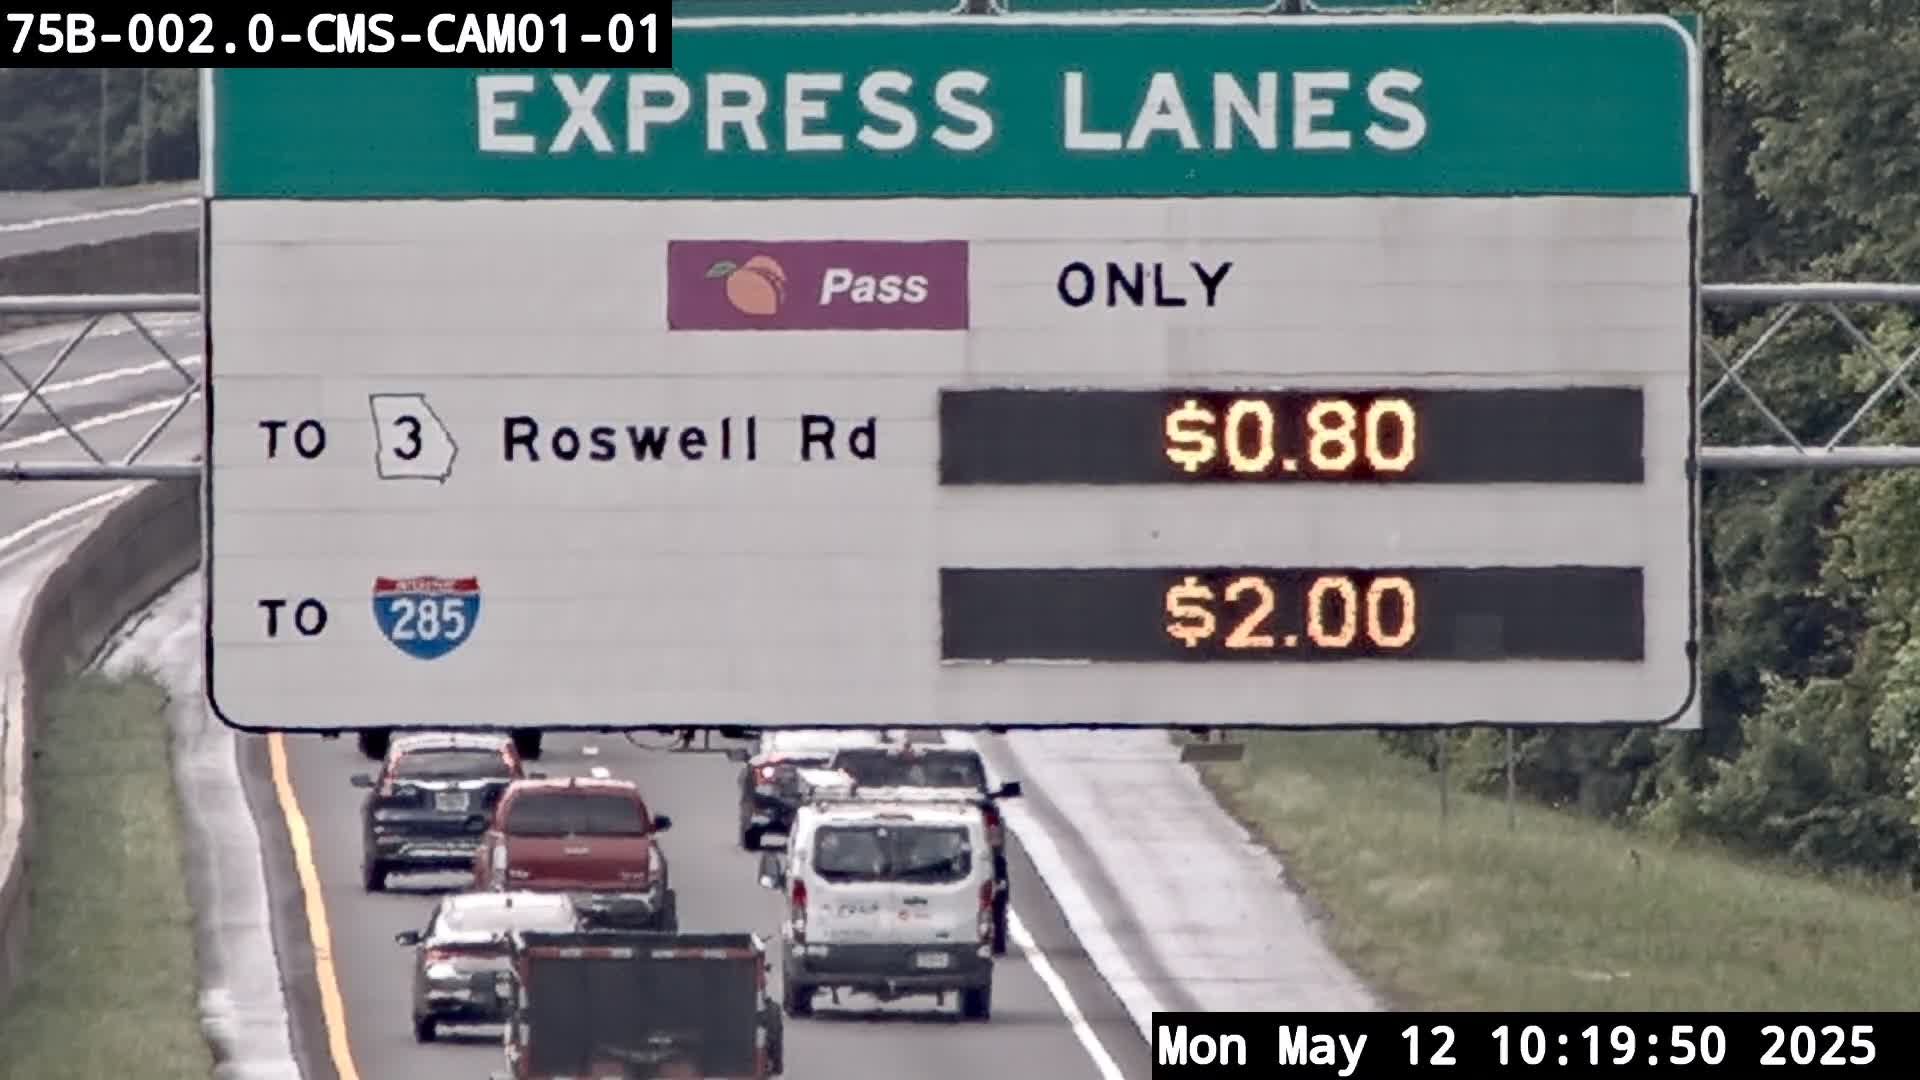 75B-002.0-CMS-CAM01-01
EXPRESS LANES
Pass ONLY
TO 3 Roswell Rd $0.80
TO INTERSTATE 285 $2.00
Mon May 12 10:19:50 2025